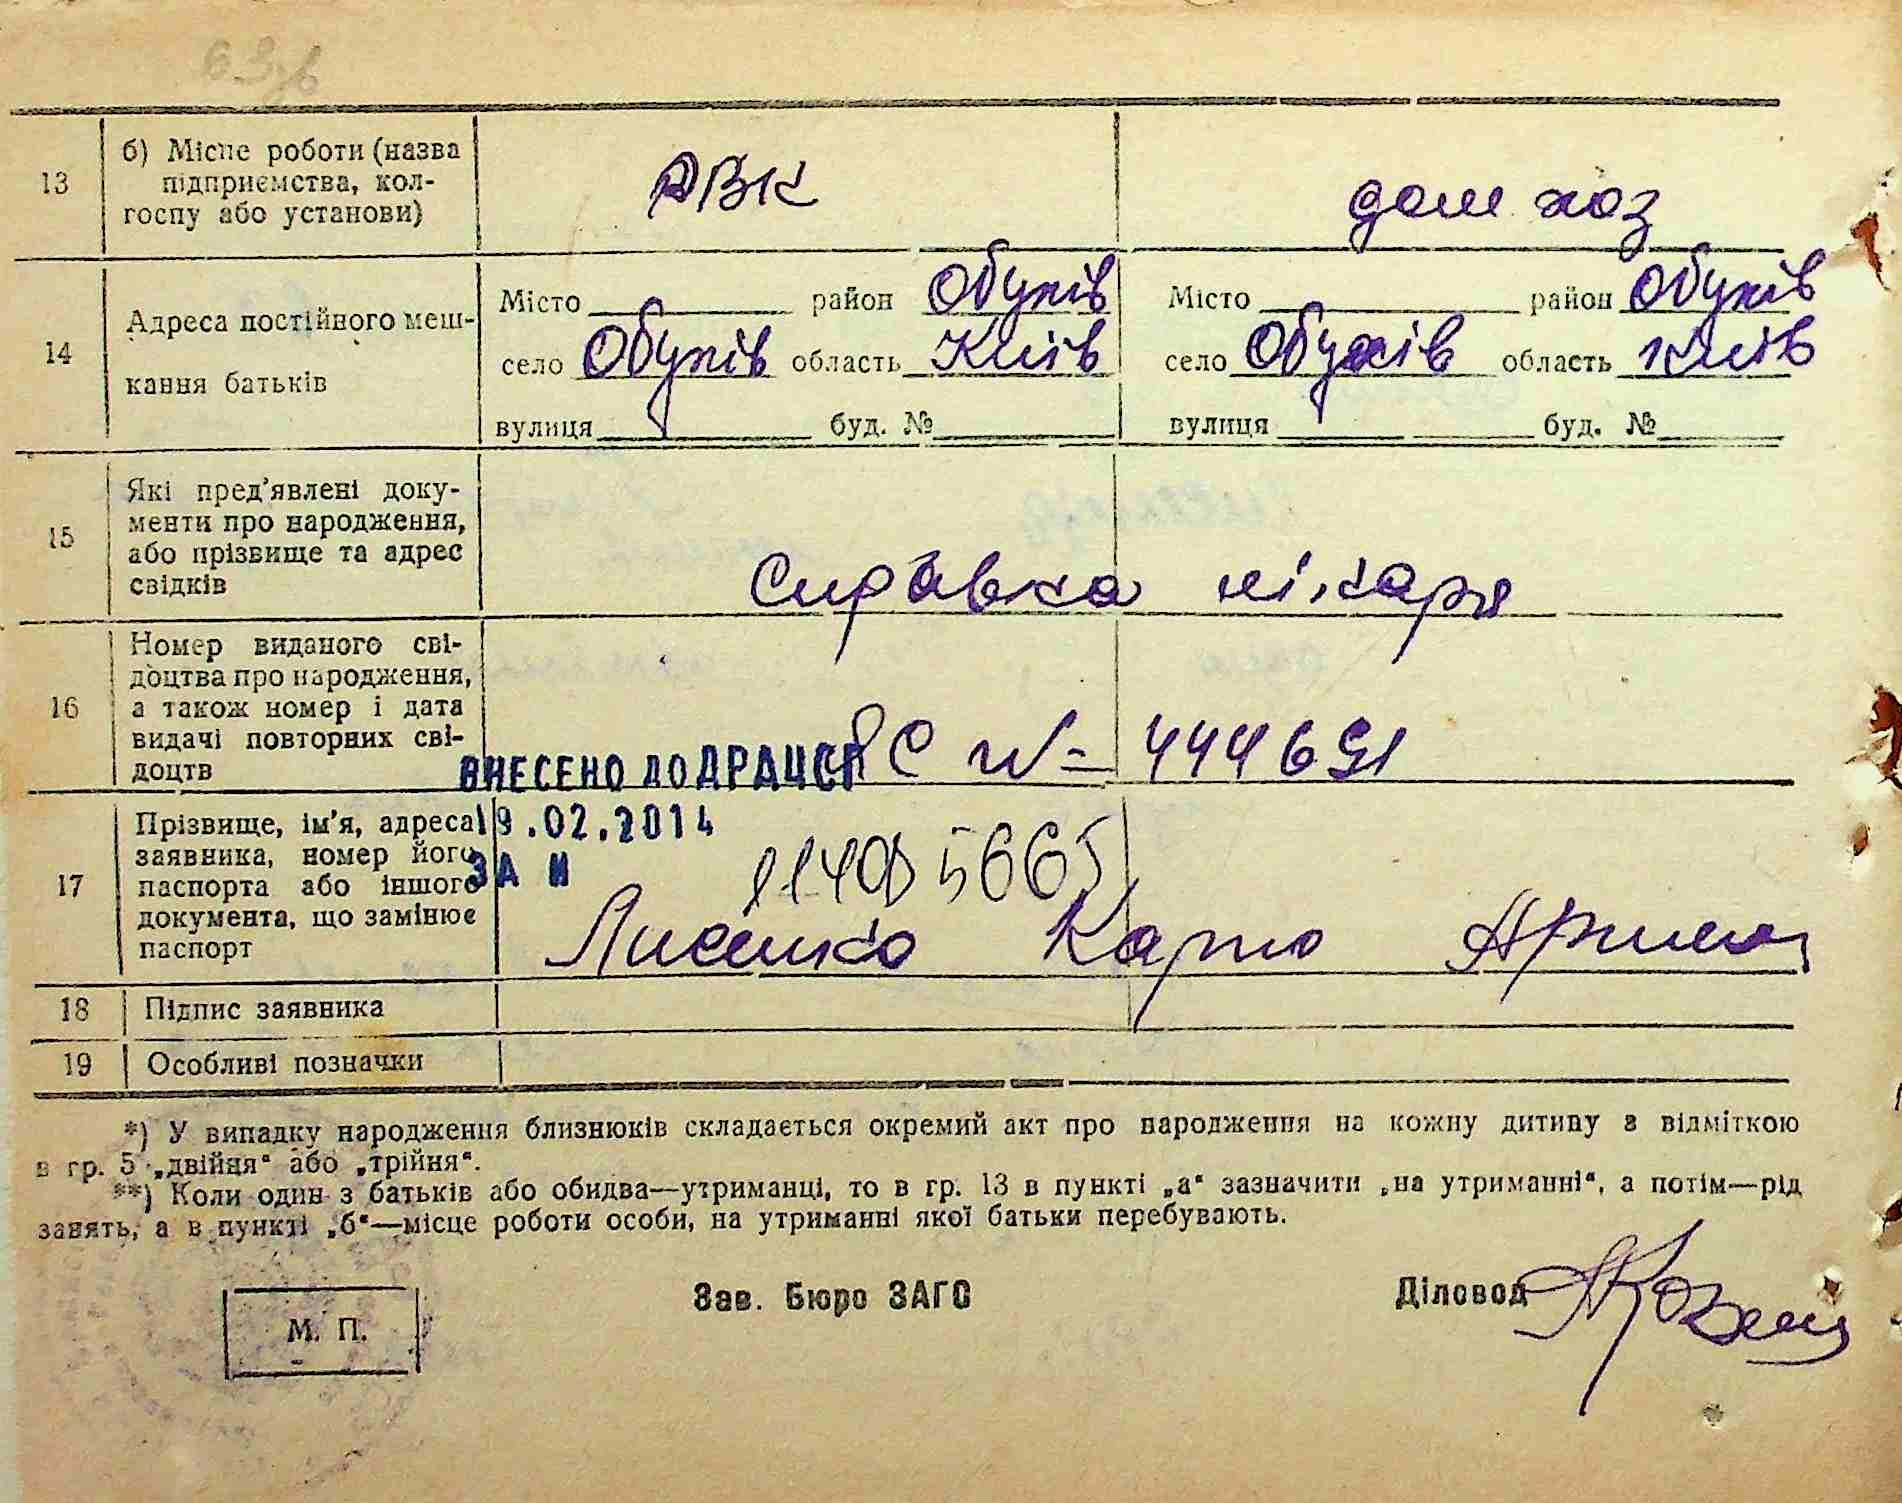 13
б) Місце роботи (назва
підприємства, кол-
госпу або установи)
РВК
дом хоз
14
Адреса постійного меш-
кання батьків
Місто район Обухів
село Обухів область Київ
вулиця буд. №
Місто район Обухів
село Обухів область Київ
вулиця буд. №
15
Які пред'явлені доку-
менти про народження,
або прізвище та адрес
свідків
Справка лікаря
16
Номер виданого сві-
доцтва про народження,
а також номер і дата
видачі повторних сві-
доцтв
ЯС № 444691
ВНЕСЕНО ДО ДРАЦСГ
19.02.2014
ЗА №
17
Прізвище, ім'я, адреса
заявника, номер його
паспорта або іншого
документа, що замінює
паспорт
Лисенко Карпо
18
Підпис заявника
19
Особливі позначки
*) У випадку народження близнюків складається окремий акт про народження на кожну дитину з відміткою
в гр. 5 „двійня“ або „трійня“.
**) Коли один з батьків або обидва—утриманці, то в гр. 13 в пункті „а“ зазначити „на утриманні“, а потім—рід
занять, а в пункті „б“—місце роботи особи, на утриманні якої батьки перебувають.
М. П.
Зав. Бюро ЗАГС
Діловод